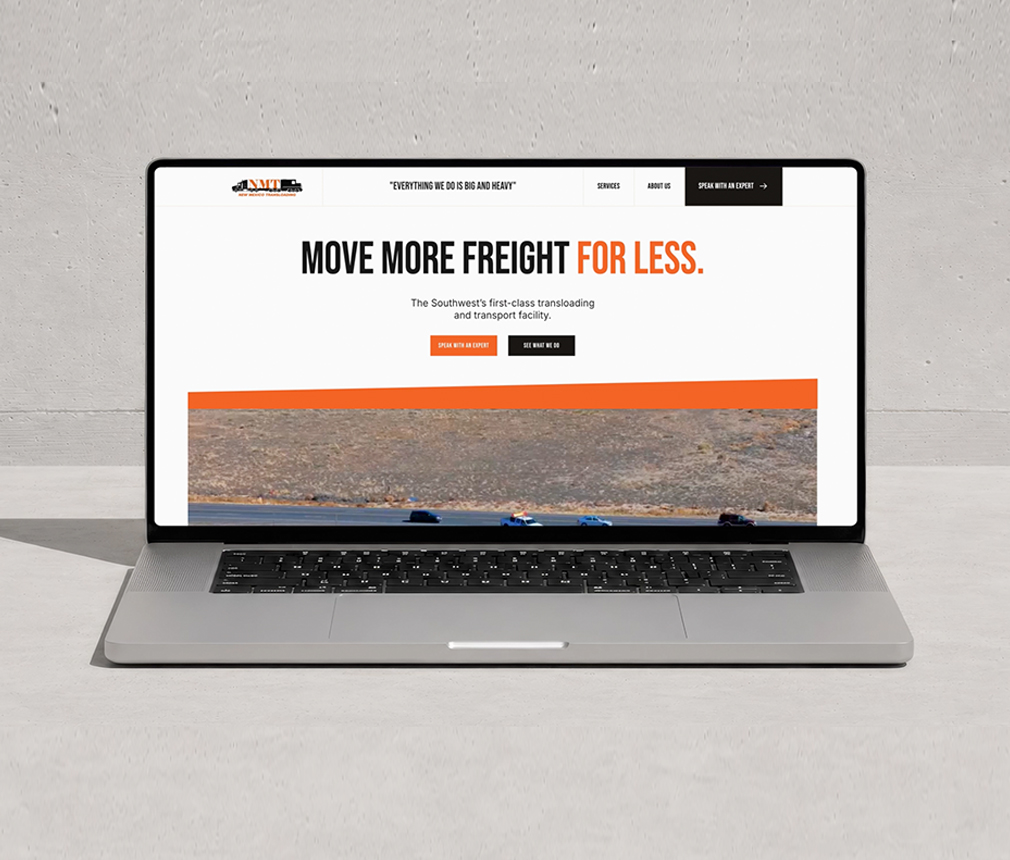 NMT
NEW MEXICO TRANSLOADING
"EVERYTHING WE DO IS BIG AND HEAVY"
SERVICES
ABOUT US
SPEAK WITH AN EXPERT →
MOVE MORE FREIGHT FOR LESS.
The Southwest's first-class transloading
and transport facility.
SPEAK WITH AN EXPERT
SEE WHAT WE DO